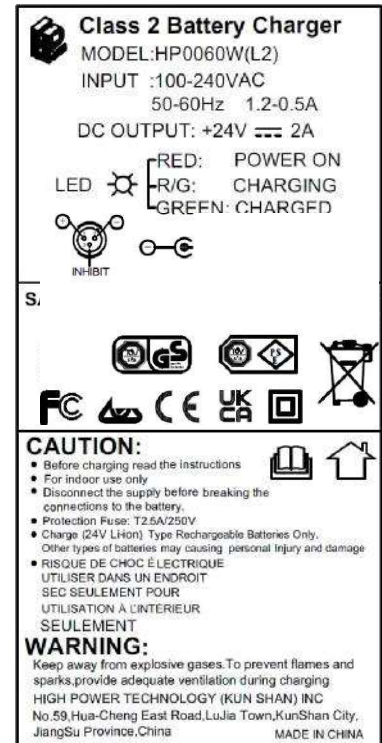 Class 2 Battery Charger
MODEL:HP0060W(L2)
INPUT :100-240VAC
50-60Hz 1.2-0.5A
DC OUTPUT: +24V 2A
RED: POWER ON
LED R/G: CHARGING
GREEN: CHARGED
INHIBIT
GS
PS
E
FC CE UK
CA
CAUTION:
• Before charging read the instructions
• For indoor use only
• Disconnect the supply before breaking the
connections to the battery.
• Protection Fuse: T2.5A/250V
• Charge (24V Li-ion) Type Rechargeable Batteries Only.
Other types of batteries may causing personal Injury and damage
• RISQUE DE CHOC ÉLECTRIQUE
UTILISER DANS UN ENDROIT
SEC SEULEMENT POUR
UTILISATION À L'INTÉRIEUR
SEULEMENT
WARNING:
Keep away from explosive gases.To prevent flames and
sparks,provide adequate ventilation during charging
HIGH POWER TECHNOLOGY (KUN SHAN) INC
No.59,Hua-Cheng East Road,LuJia Town,KunShan City,
JiangSu Province,China MADE IN CHINA